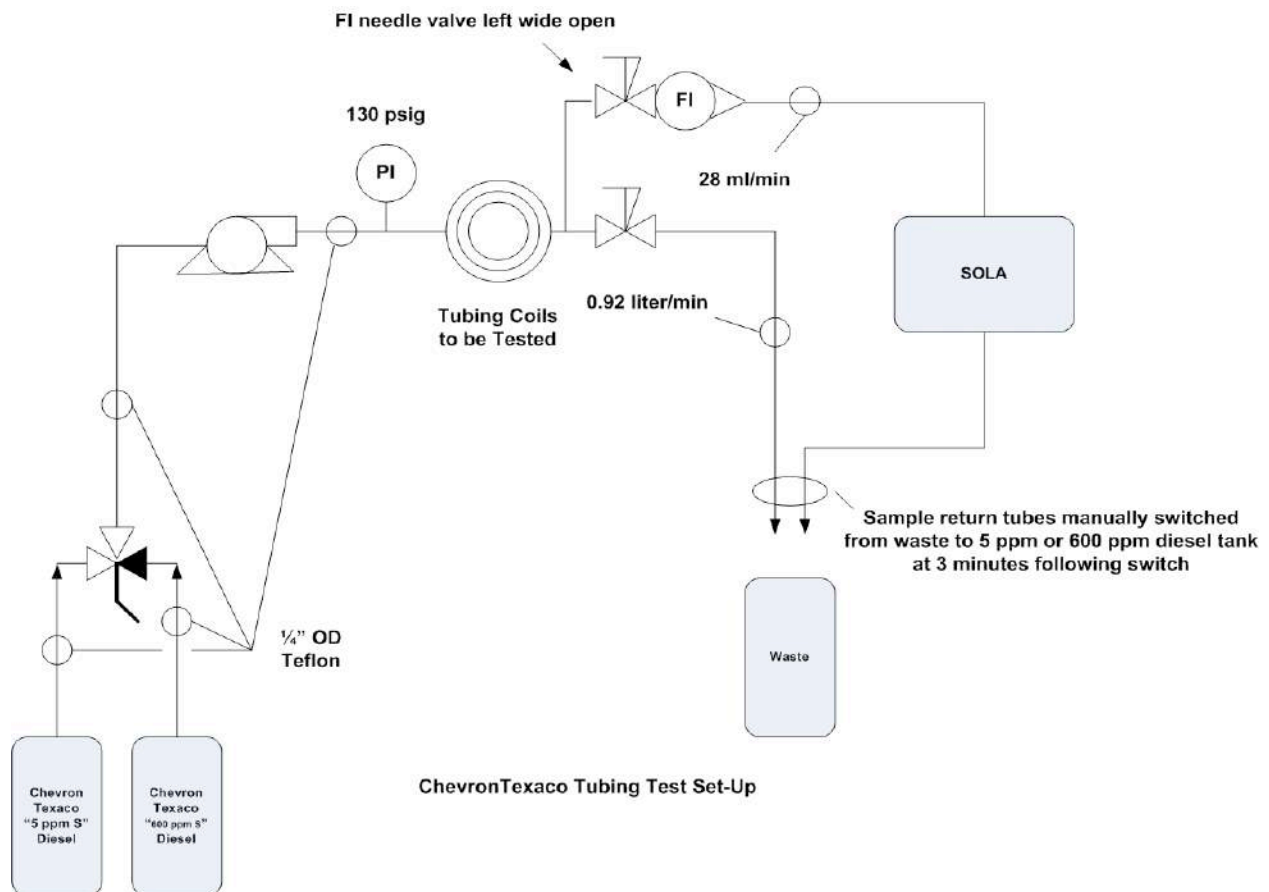 FI needle valve left wide open
FI
130 psig
PI
28 ml/min
SOLA
0.92 liter/min
Tubing Coils
to be Tested
Sample return tubes manually switched
from waste to 5 ppm or 600 ppm diesel tank
at 3 minutes following switch
¼” OD
Teflon
Waste
Chevron
Texaco
“5 ppm S”
Diesel
Chevron
Texaco
“600 ppm S”
Diesel
ChevronTexaco Tubing Test Set-Up